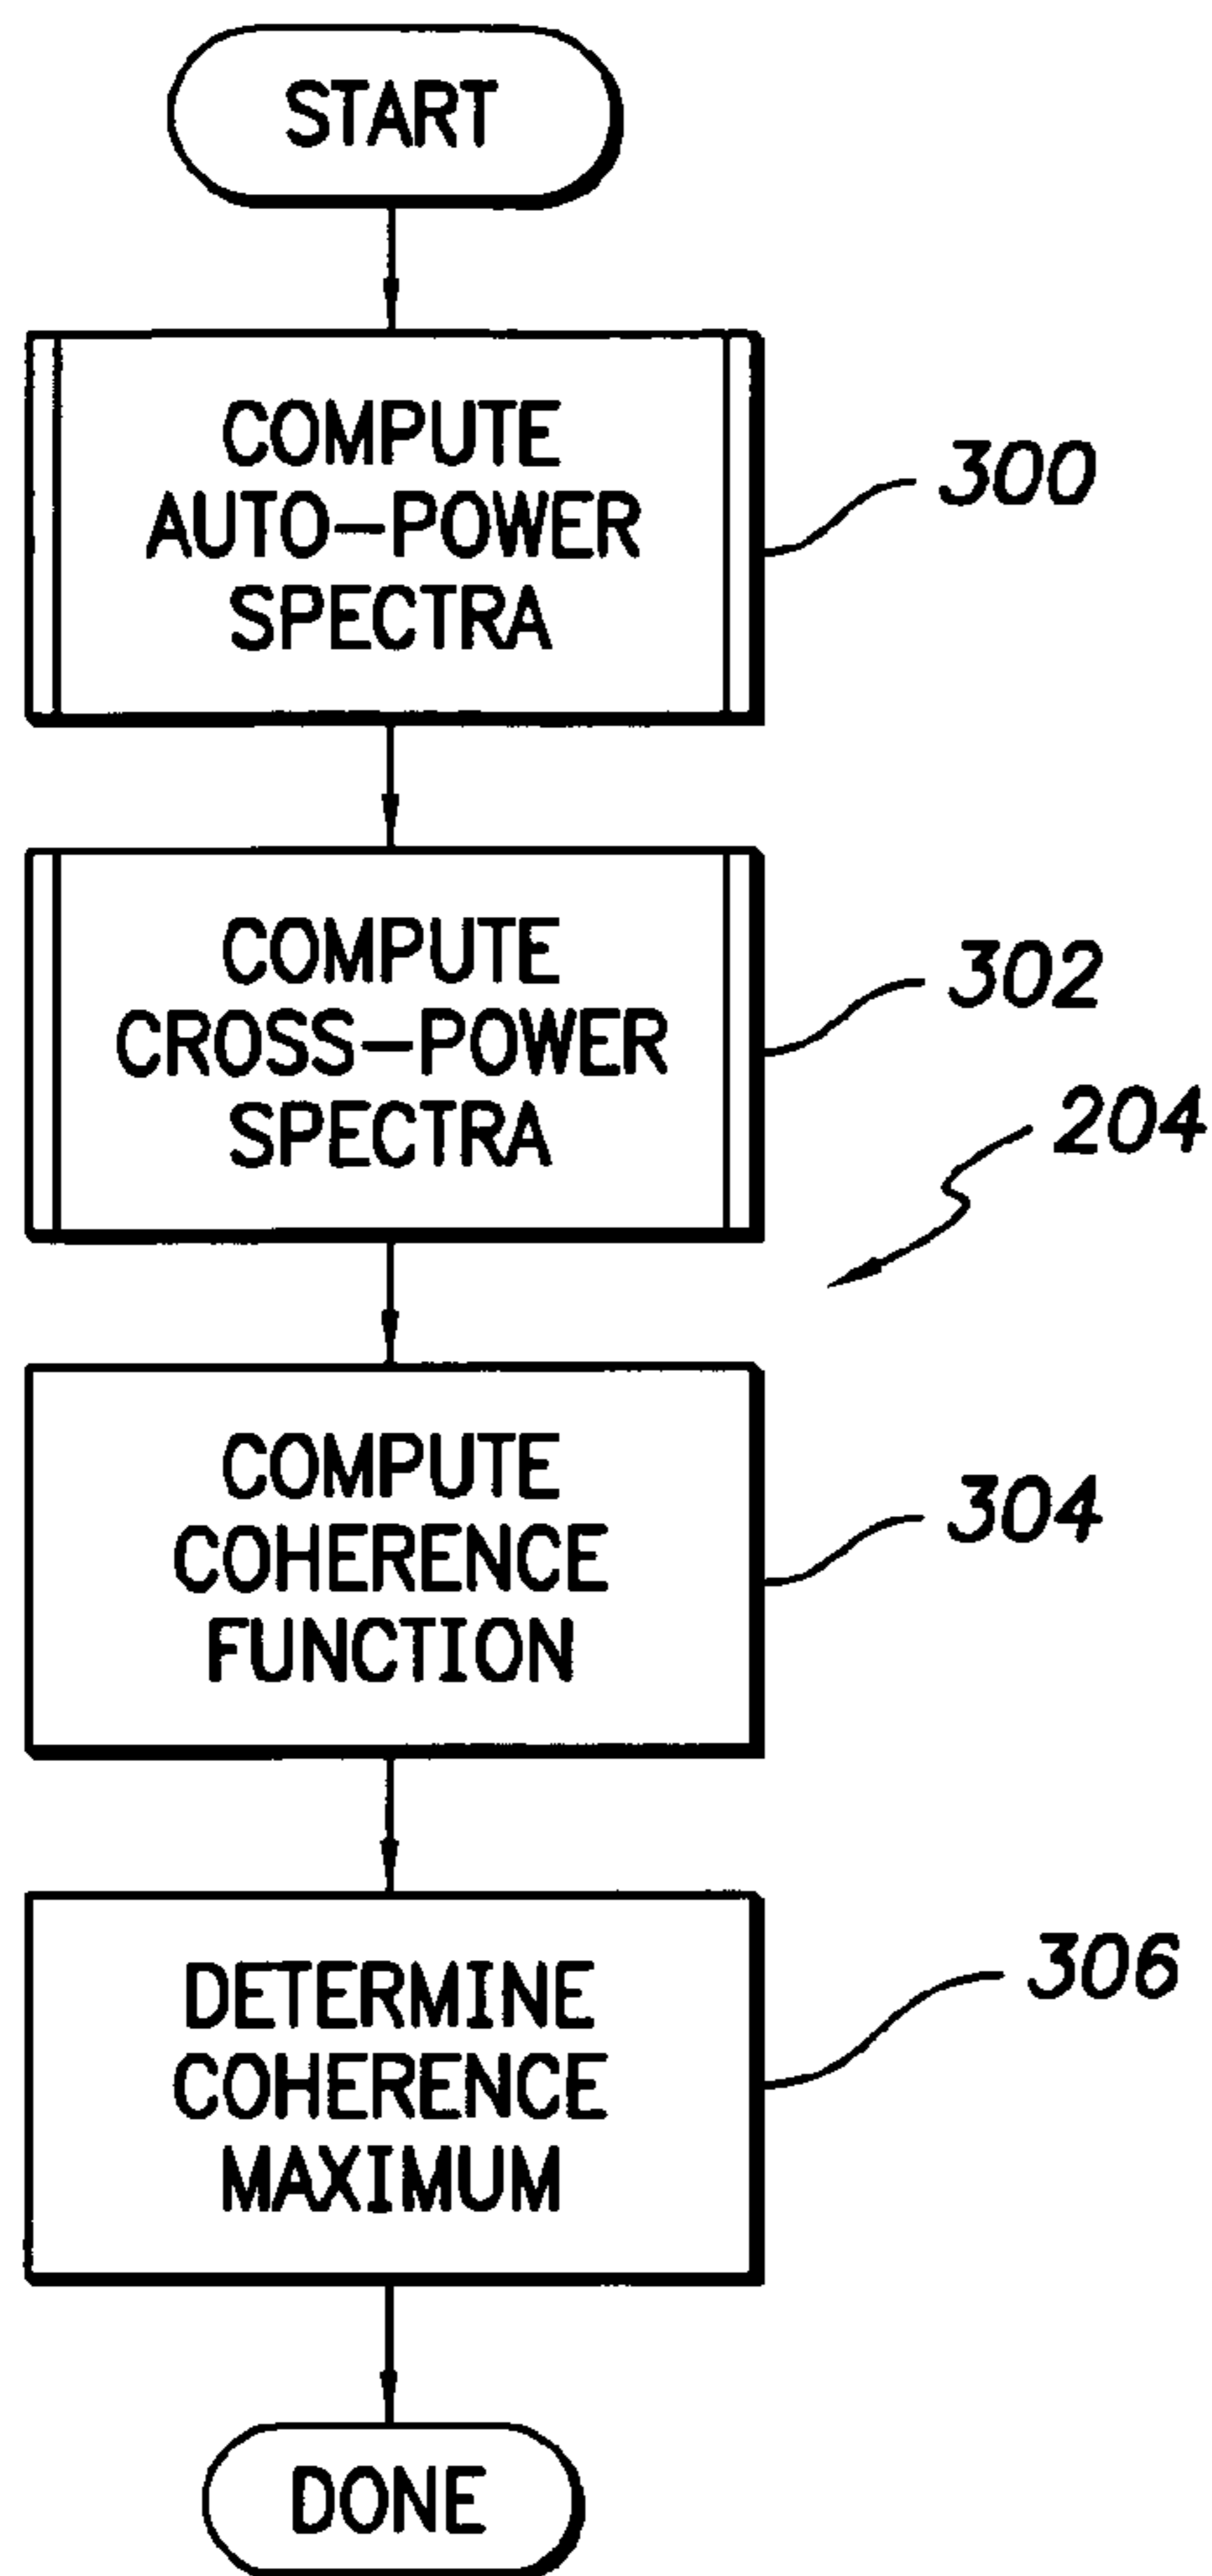 START
COMPUTE
AUTO-POWER
SPECTRA
300
COMPUTE
CROSS-POWER
SPECTRA
302
204
COMPUTE
COHERENCE
FUNCTION
304
DETERMINE
COHERENCE
MAXIMUM
306
DONE